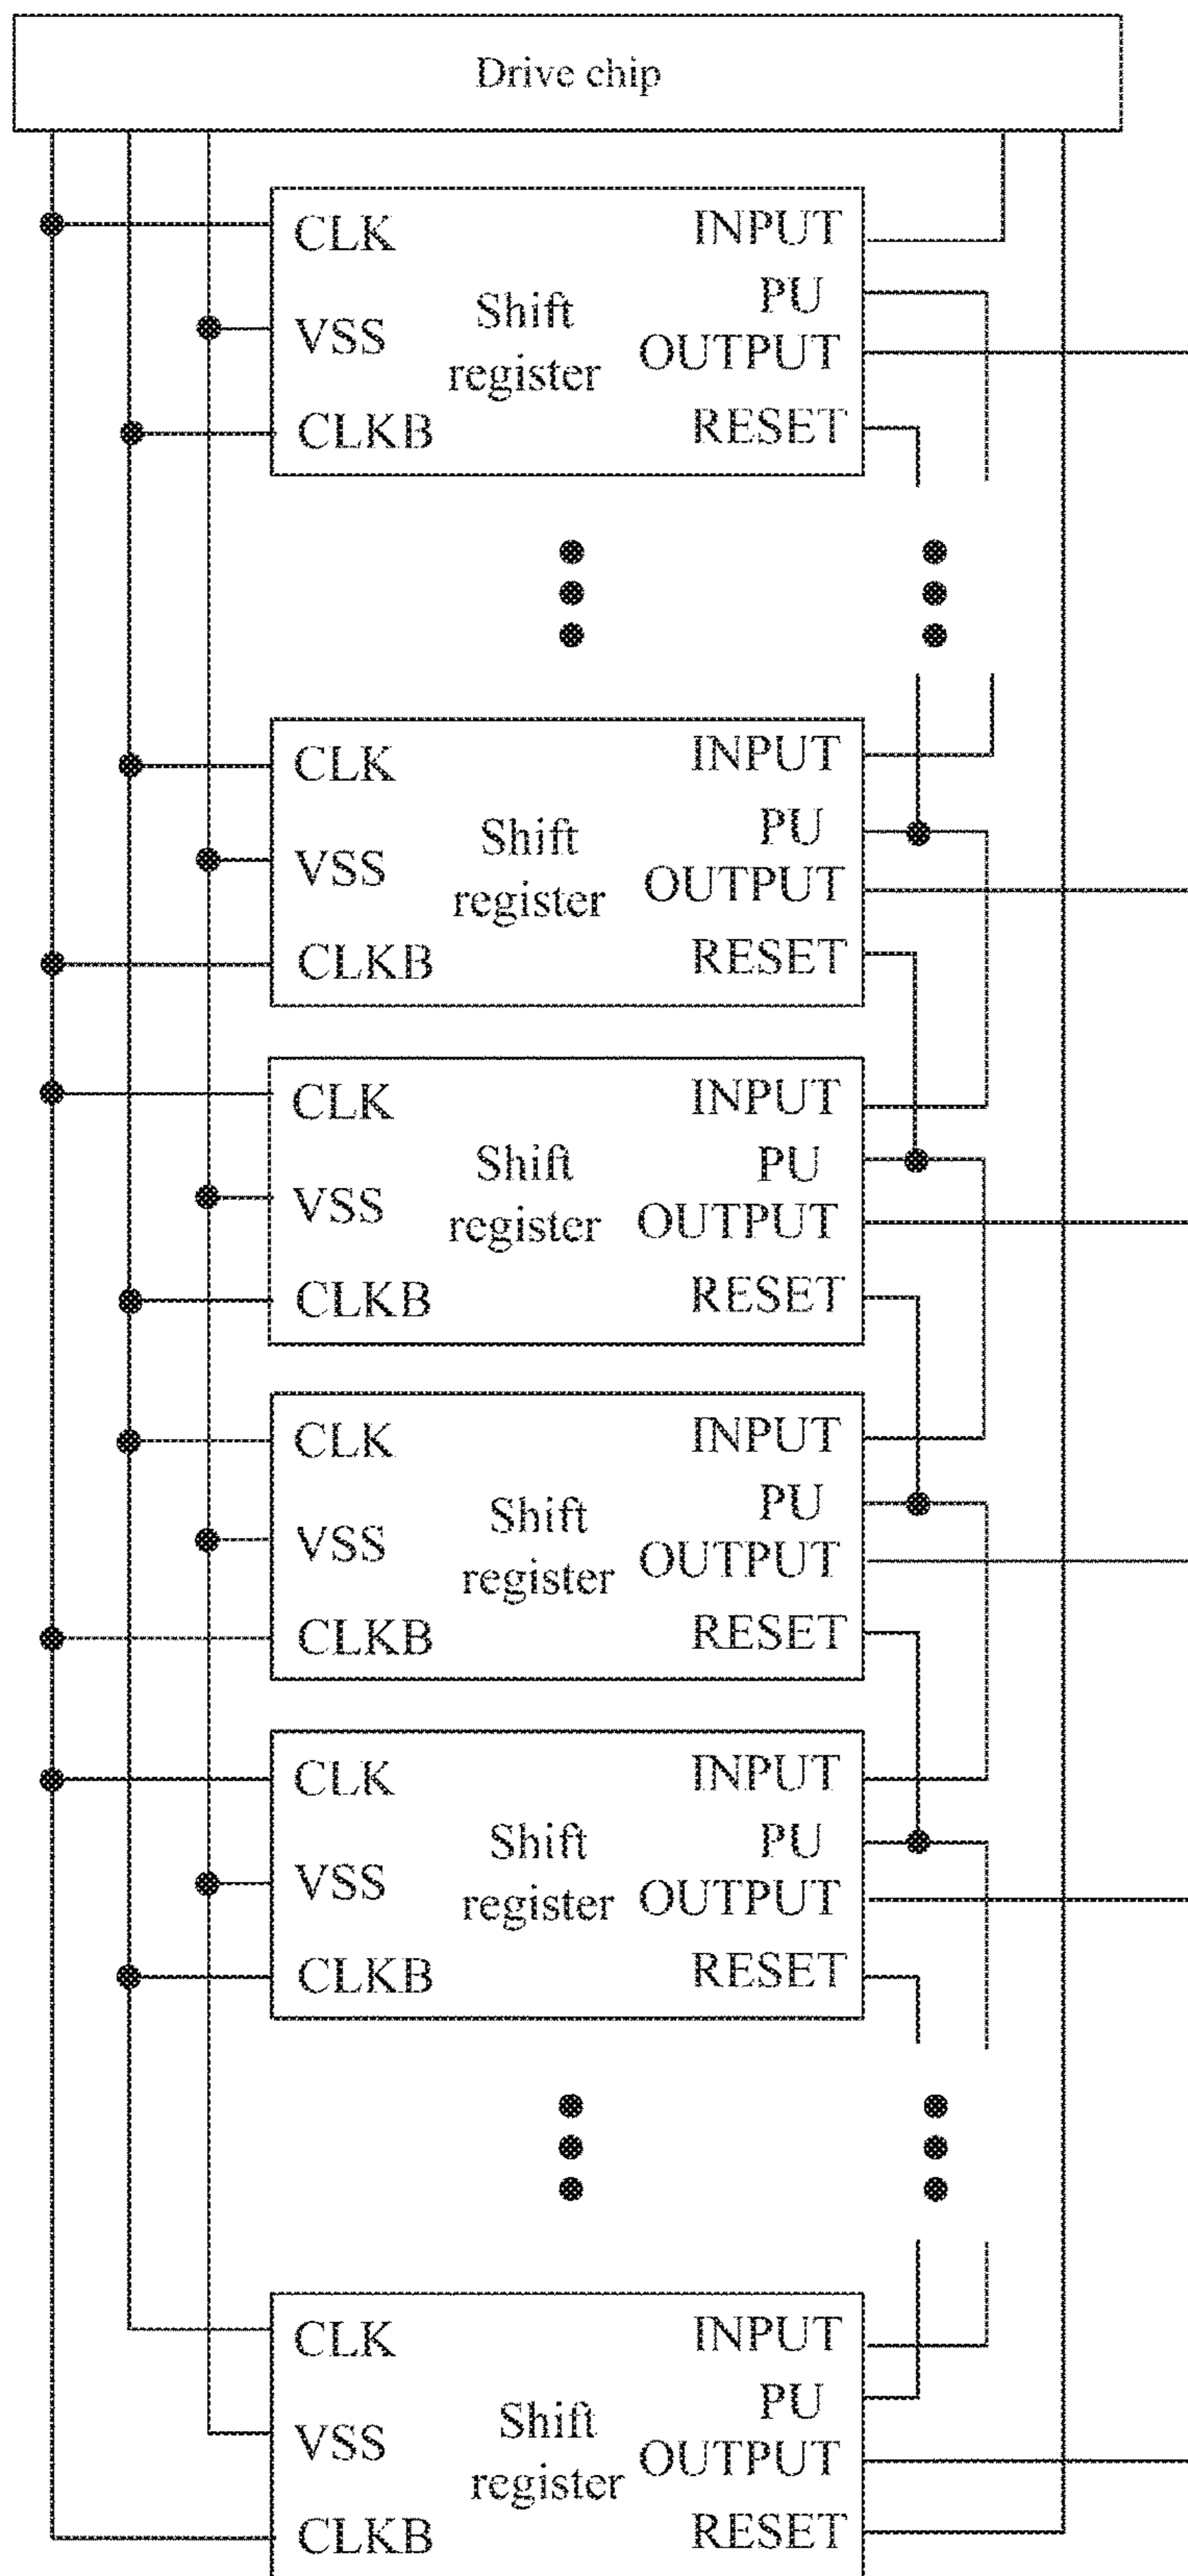 Drive chip
CLK
INPUT
PU
Shift
VSS
OUTPUT
register
CLKB
RESET
CLK
INPUT
PU
Shift
VSS
OUTPUT
register
CLKB
RESET
CLK
INPUT
PU
Shift
VSS
OUTPUT
register
CLKB
RESET
CLK
INPUT
PU
Shift
VSS
OUTPUT
register
CLKB
RESET
CLK
INPUT
PU
Shift
VSS
OUTPUT
register
CLKB
RESET
CLK
INPUT
PU
Shift
VSS
OUTPUT
register
CLKB
RESET